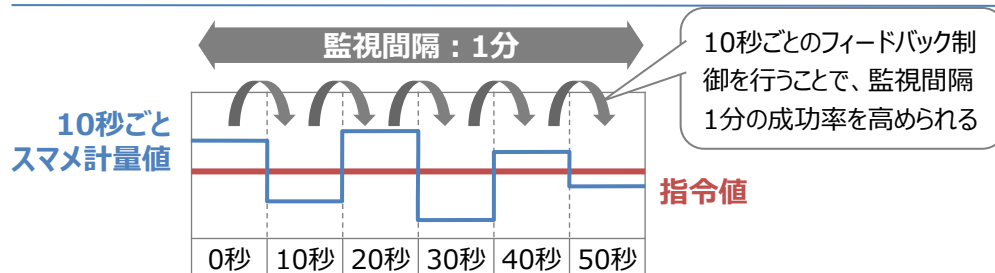 監視間隔：1分
10秒ごとのフィードバック制
御を行うことで、監視間隔
1分の成功率を高められる
10秒ごと
スマメ計量値
指令値
0秒 10秒 20秒 30秒 40秒 50秒